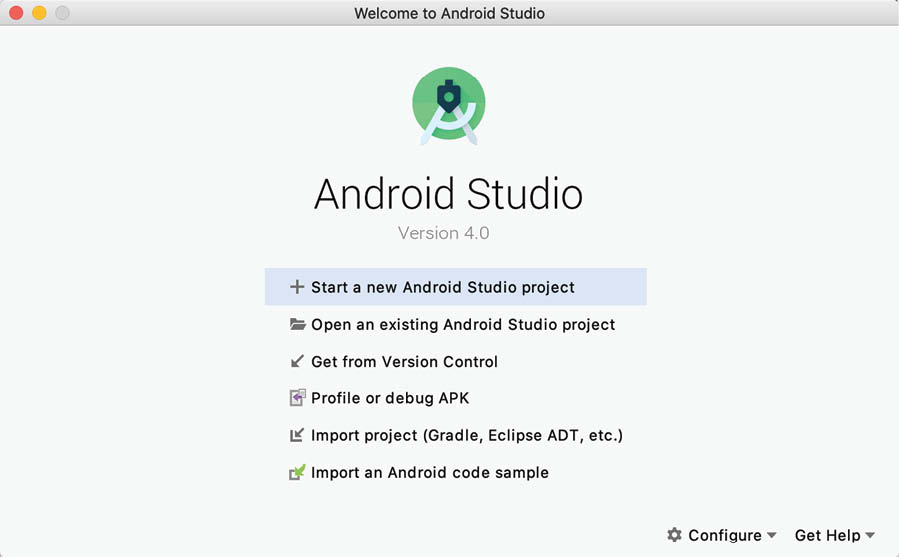 Welcome to Android Studio
Android Studio
Version 4.0
Start a new Android Studio project
Open an existing Android Studio project
Get from Version Control
Profile or debug APK
Import project (Gradle, Eclipse ADT, etc.)
Import an Android code sample
Configure Get Help